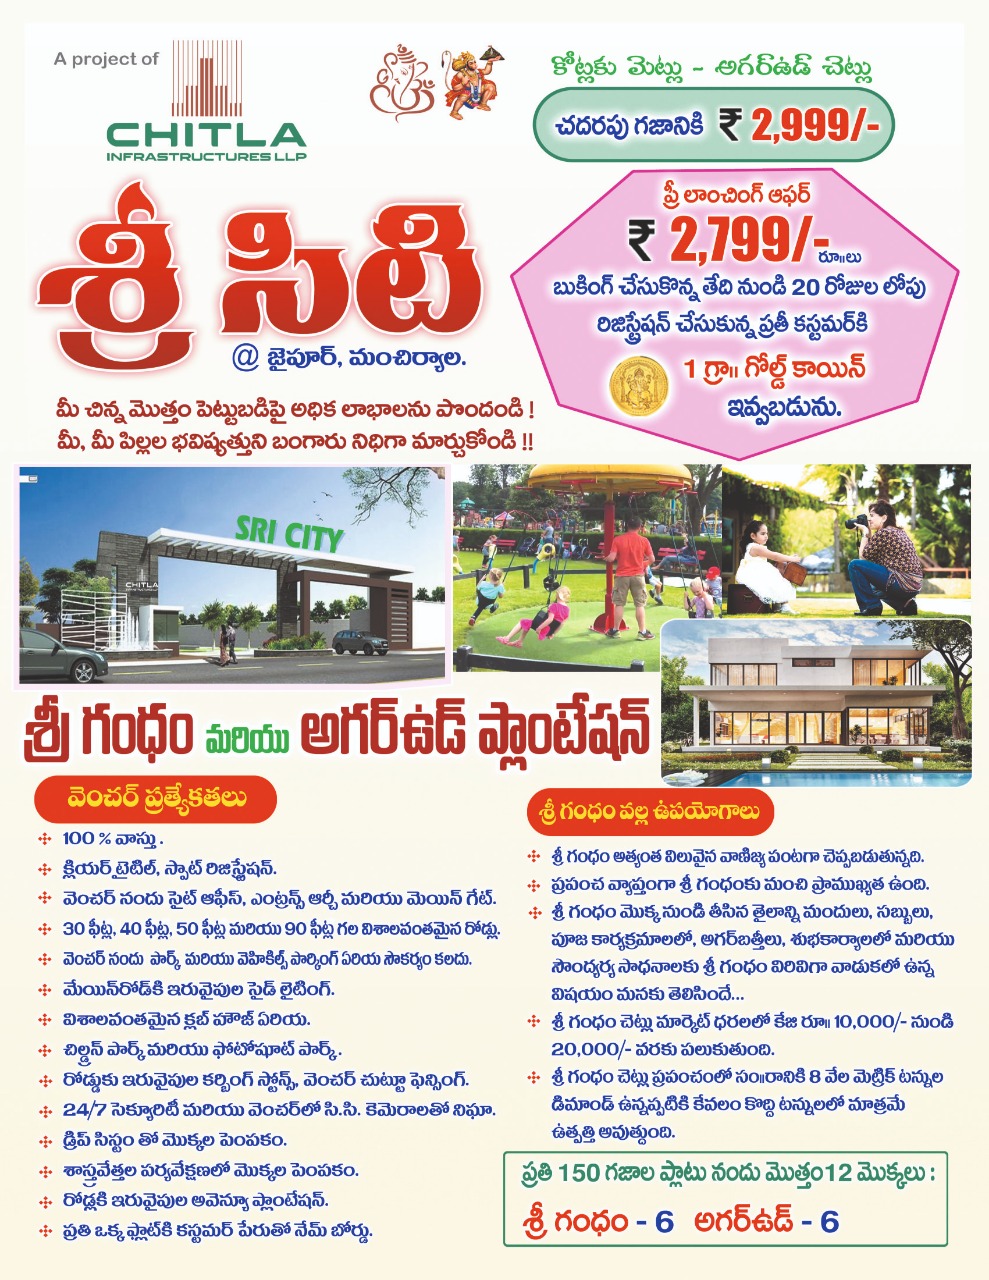 A project of
CHITLA
INFRASTRUCTURES LLP
కోట్లకు మెట్లు - అగర్ఉడ్ చెట్లు
చదరపు గజానికి ₹ 2,999/-
శ్రీ సిటి
@ జైపూర్, మంచిర్యాల.
ప్రీ లాంచింగ్ ఆఫర్
₹ 2,799/- రూ॥లు
బుకింగ్ చేసుకొన్న తేది నుండి 20 రోజుల లోపు
రిజిస్ట్రేషన్ చేసుకున్న ప్రతీ కస్టమర్‌కి
1 గ్రా॥ గోల్డ్ కాయిన్
ఇవ్వబడును.
మీ చిన్న మొత్తం పెట్టుబడిపై అధిక లాభాలను పొందండి !
మీ, మీ పిల్లల భవిష్యత్తుని బంగారు నిధిగా మార్చుకోండి !!
SRI CITY
CHITLA
శ్రీ గంధం మరియు అగర్ఉడ్ ప్లాంటేషన్
వెంచర్ ప్రత్యేకతలు
100 % వాస్తు .
క్లియర్ టైటిల్, స్పాట్ రిజిస్ట్రేషన్.
వెంచర్ నందు సైట్ ఆఫీస్, ఎంట్రన్స్ ఆర్చీ మరియు మెయిన్ గేట్.
30 ఫీట్ల, 40 ఫీట్ల, 50 ఫీట్ల మరియు 90 ఫీట్ల గల విశాలవంతమైన రోడ్లు.
వెంచర్ నందు పార్క్ మరియు వెహికిల్స్ పార్కింగ్ ఏరియ సౌకర్యం కలదు.
మేయిన్‌రోడ్‌కి ఇరువైపుల సైడ్ లైటింగ్.
విశాలవంతమైన క్లబ్ హౌజ్ ఏరియ.
చిల్డ్రన్ పార్క్ మరియు ఫోటోషూట్ పార్క్.
రోడ్డుకు ఇరువైపుల కర్బింగ్ స్టోన్స్, వెంచర్ చుట్టూ ఫెన్సింగ్.
24/7 సెక్యూరిటీ మరియు వెంచర్‌లో సి.సి. కెమెరాలతో నిఘా.
డ్రిప్ సిస్టం తో మొక్కల పెంపకం.
శాస్త్రవేత్తల పర్యవేక్షణలో మొక్కల పెంపకం.
రోడ్లకి ఇరువైపుల అవెన్యూ ప్లాంటేషన్.
ప్రతి ఒక్క ప్లాట్‌కి కస్టమర్ పేరుతో నేమ్ బోర్డు.
శ్రీ గంధం వల్ల ఉపయోగాలు
శ్రీ గంధం అత్యంత విలువైన వాణిజ్య పంటగా చెప్పబడుతున్నది.
ప్రపంచ వ్యాప్తంగా శ్రీ గంధంకు మంచి ప్రాముఖ్యత ఉంది.
శ్రీ గంధం మొక్క నుండి తీసిన తైలాన్ని మందులు, సబ్బులు,
పూజ కార్యక్రమాలలో, అగర్‌బత్తీలు, శుభకార్యాలలో మరియు
సౌందర్య సాధనాలకు శ్రీ గంధం విరివిగా వాడుకలో ఉన్న
విషయం మనకు తెలిసిందే...
శ్రీ గంధం చెట్లు మార్కెట్ ధరలలో కేజి రూ॥ 10,000/- నుండి
20,000/- వరకు పలుకుతుంది.
శ్రీ గంధం చెట్లు ప్రపంచంలో సం॥రానికి 8 వేల మెట్రిక్ టన్నుల
డిమాండ్ ఉన్నప్పటికి కేవలం కొద్ది టన్నులలో మాత్రమే
ఉత్పత్తి అవుత్తుంది.
ప్రతి 150 గజాల ప్లాటు నందు మొత్తం12 మొక్కలు :
శ్రీ గంధం - 6 అగర్ఉడ్ - 6